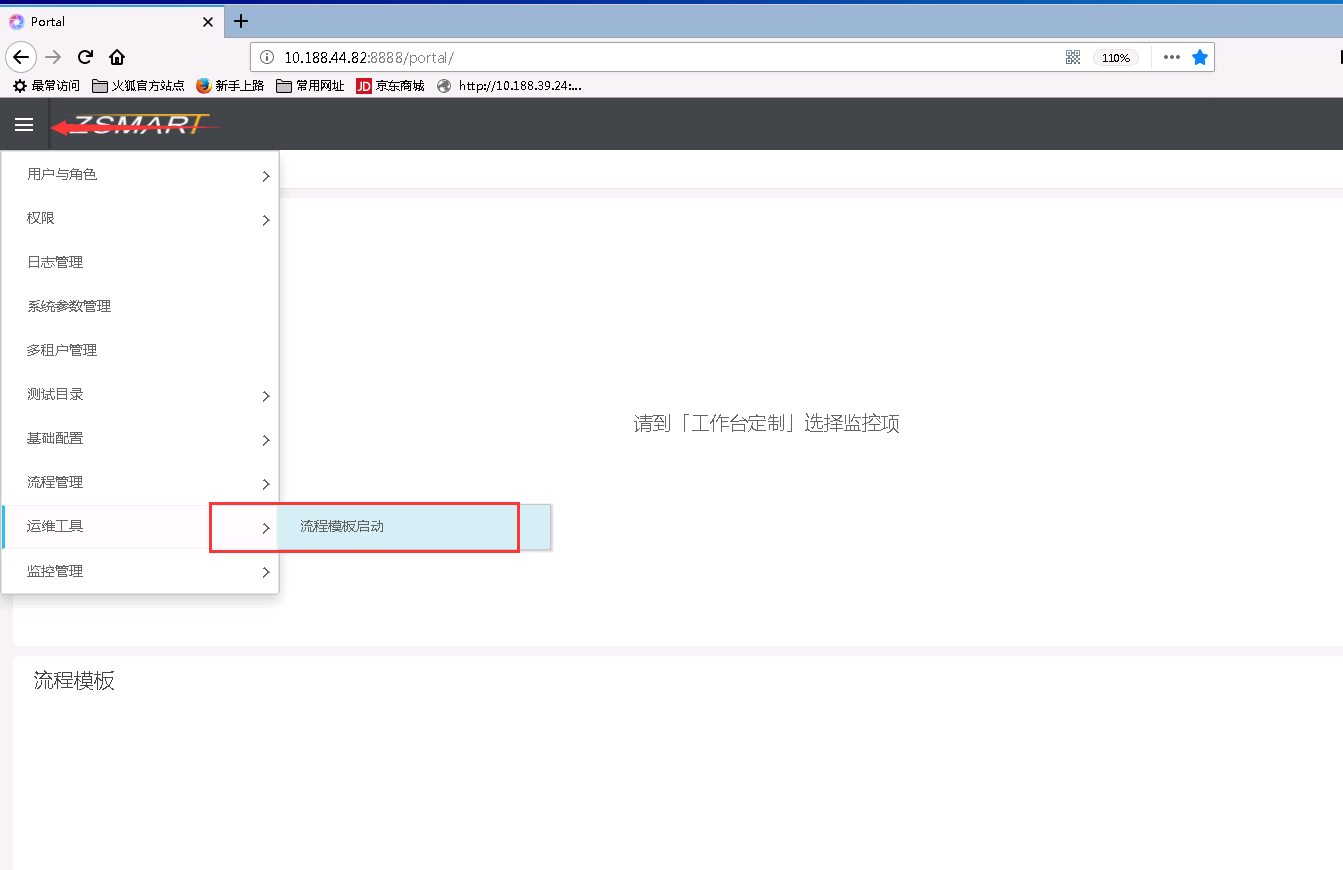 Portal
10.188.44.82:8888/portal/
110%
最常访问 火狐官方站点 新手上路 常用网址 JD 京东商城 http://10.188.39.24:...
ZSMART
用户与角色
权限
日志管理
系统参数管理
多租户管理
测试目录
请到「工作台定制」选择监控项
基础配置
流程管理
运维工具
流程模板启动
监控管理
流程模板